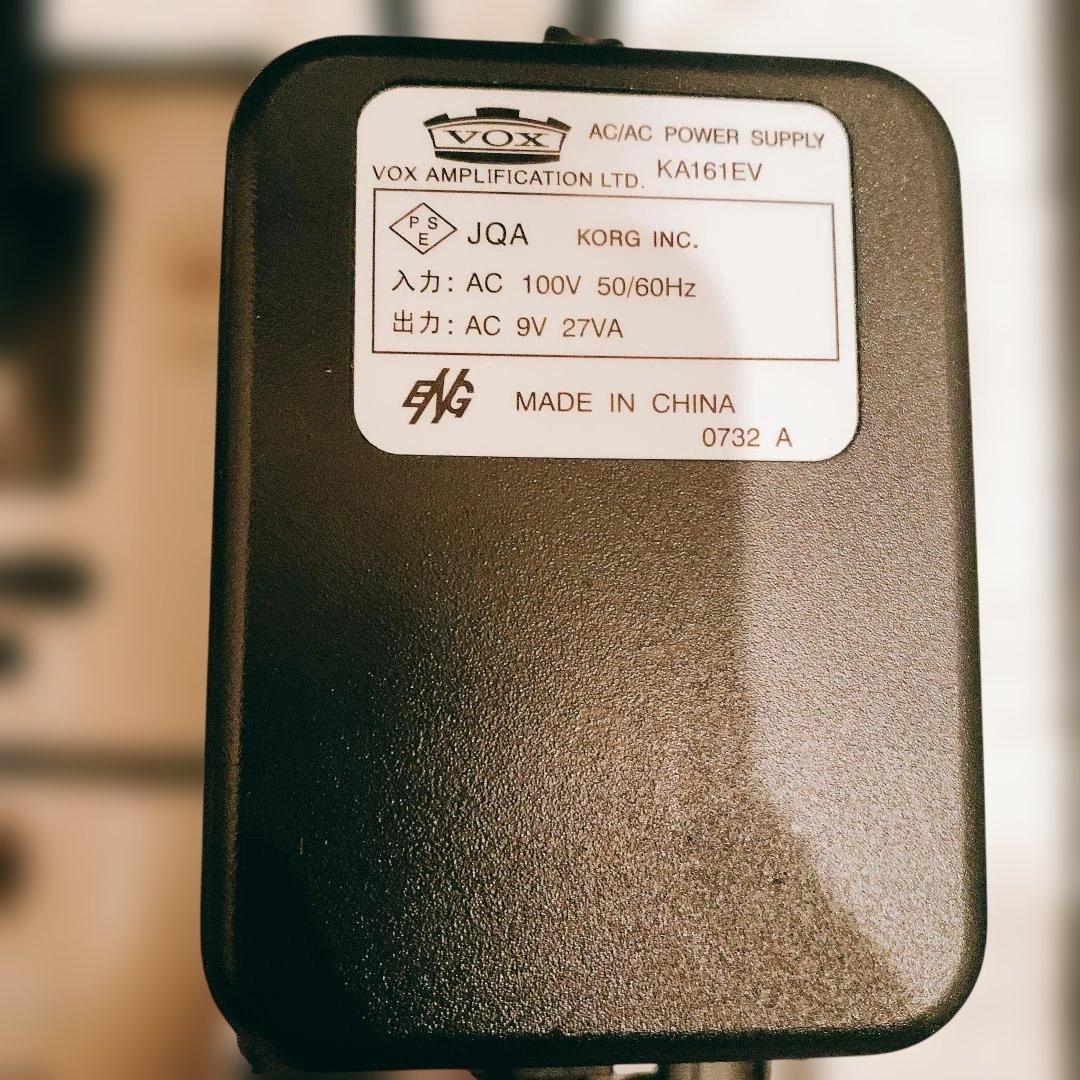 VOX AC/AC POWER SUPPLY
VOX AMPLIFICATION LTD. KA161EV
PSE JQA KORG INC.
入力: AC 100V 50/60Hz
出力: AC 9V 27VA
ENG MADE IN CHINA
0732 A